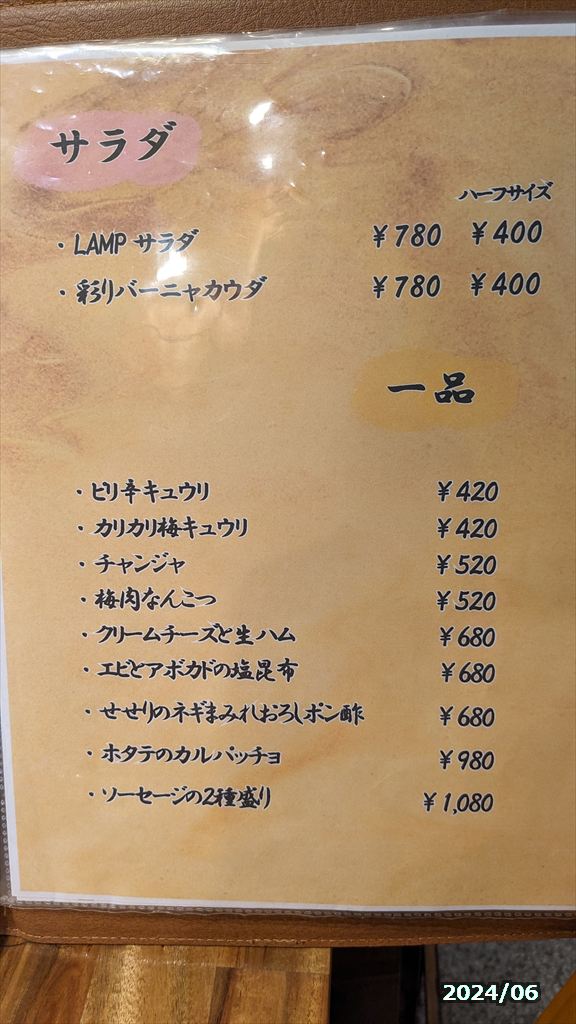 サラダ
ハーフサイズ
・LAMP サラダ ¥780 ¥400
・彩りバーニャカウダ ¥780 ¥400
一品
・ピリ辛キュウリ ¥420
・カリカリ梅キュウリ ¥420
・チャンジャ ¥520
・梅肉なんこつ ¥520
・クリームチーズと生ハム ¥680
・エビとアボカドの塩昆布 ¥680
・せせりのネギまみれおろしポン酢 ¥680
・ホタテのカルパッチョ ¥980
・ソーセージの2種盛り ¥1,080
2024/06